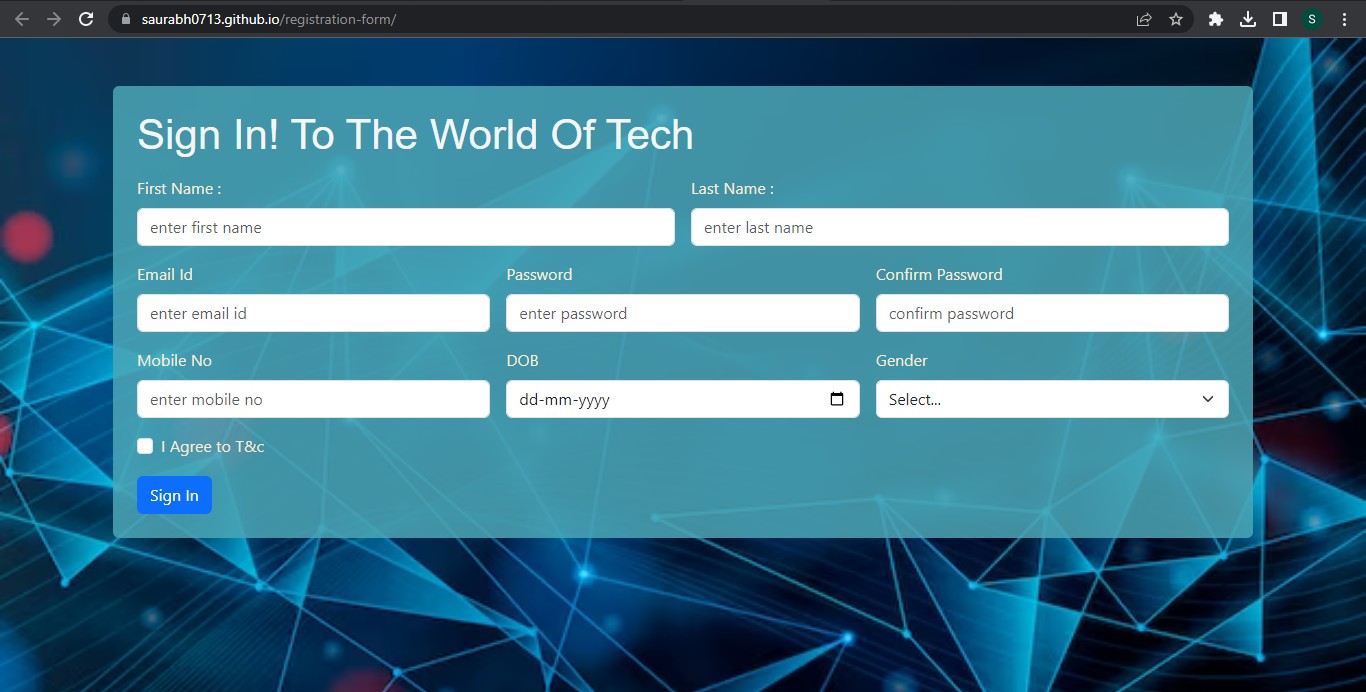 saurabh0713.github.io/registration-form/
S
Sign In! To The World Of Tech
First Name : Last Name :
enter first name enter last name
Email Id Password Confirm Password
enter email id enter password confirm password
Mobile No DOB Gender
enter mobile no dd-mm-yyyy Select...
I Agree to T&c
Sign In